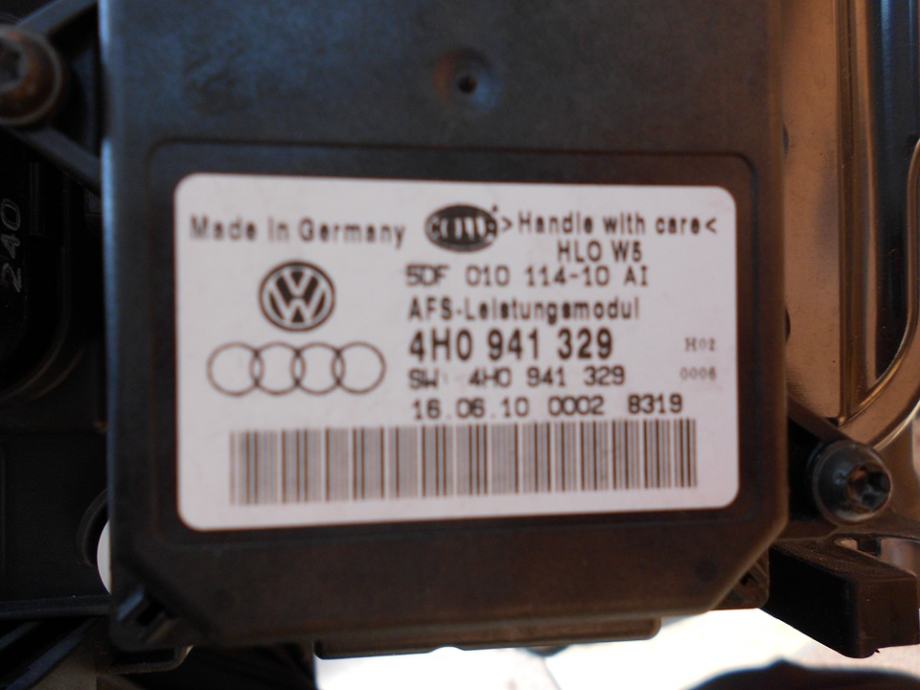 Made in Germany
HELLA
>Handle with care<
HLO W5
5DF 010 114-10 AI
AFS-Leistungsmodul
4H0 941 329
H02
SW: 4H0 941 329
0006
16.06.10 0002 8319
240